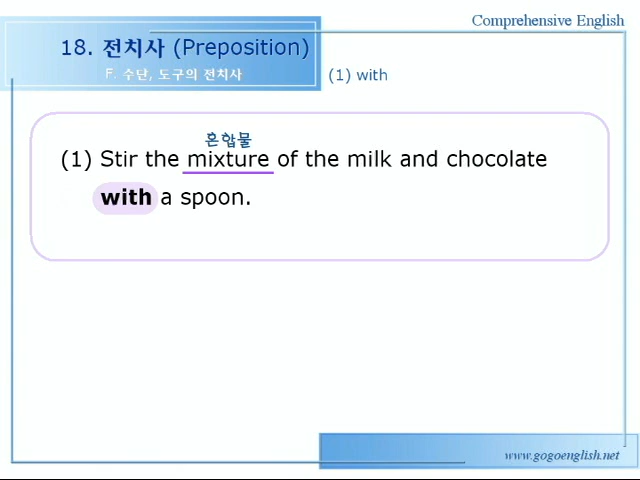 Comprehensive English
18. 전치사 (Preposition)
F. 수단, 도구의 전치사
(1) with
혼합물
(1) Stir the mixture of the milk and chocolate
with a spoon.
www.gogoenglish.net